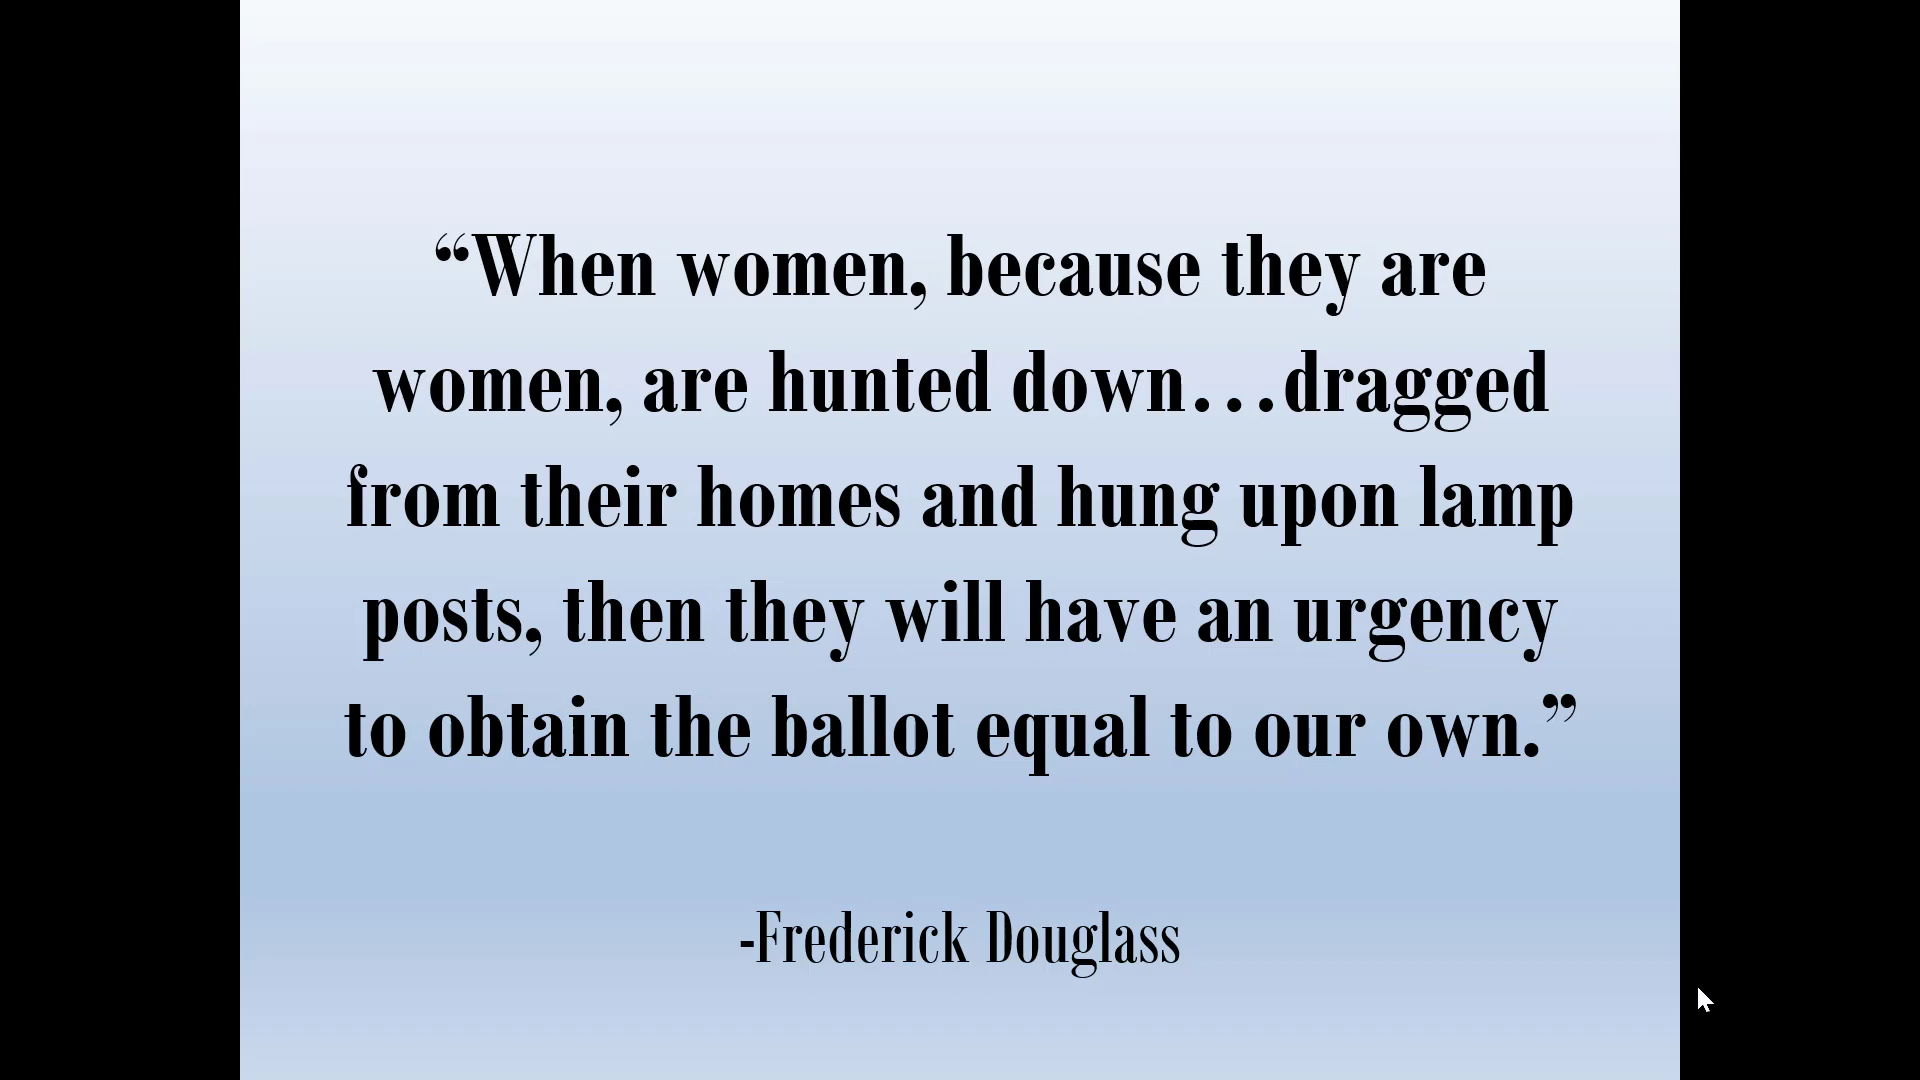 “When women, because they are
women, are hunted down…dragged
from their homes and hung upon lamp
posts, then they will have an urgency
to obtain the ballot equal to our own.”
-Frederick Douglass